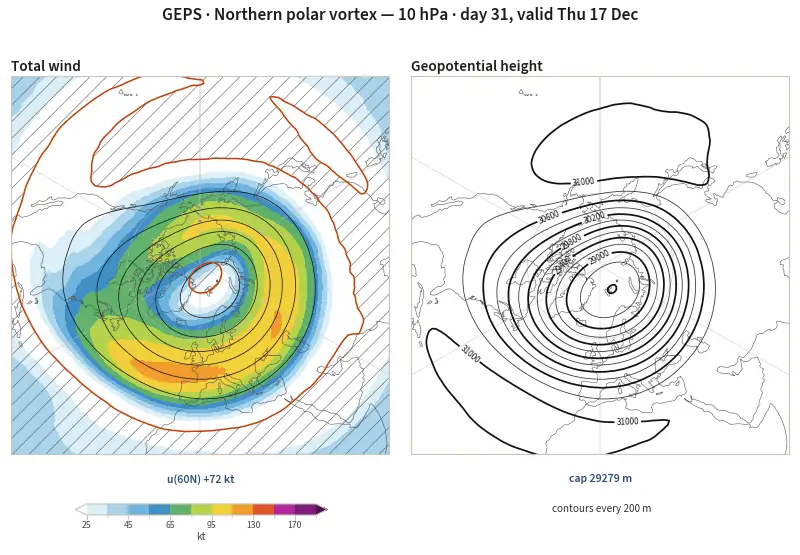 GEPS · Northern polar vortex — 10 hPa · day 31, valid Thu 17 Dec
Total wind
Geopotential height
31000
30600
30200
29800
29000
31000
31000
u(60N) +72 kt
cap 29279 m
contours every 200 m
25 45 65 95 130 170
kt